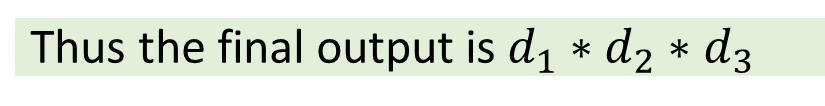 Thus the final output is d₁ * d₂ * d₃